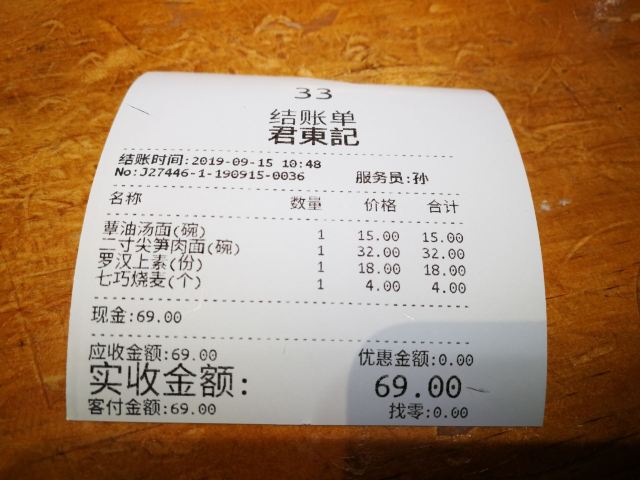 33
结账单
君東記
结账时间:2019-09-15 10:48
No:J27446-1-190915-0036 服务员:孙
名称 数量 价格 合计
蕈油汤面(碗) 1 15.00 15.00
二寸尖笋肉面(碗) 1 32.00 32.00
罗汉上素(份) 1 18.00 18.00
七巧烧麦(个) 1 4.00 4.00
现金:69.00
应收金额:69.00 优惠金额:0.00
实收金额: 69.00
客付金额:69.00 找零:0.00